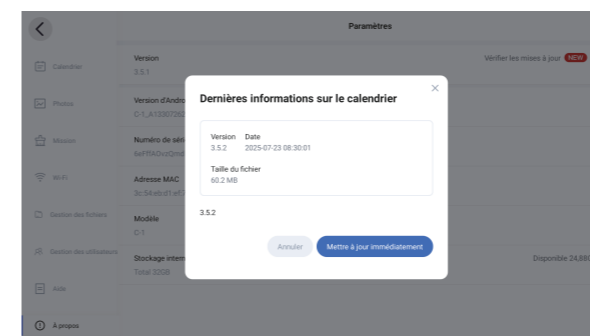 Paramètres
Calendrier
Photos
Mission
Wi-Fi
Gestion des fichiers
Gestion des utilisateurs
Aide
A propos
Version
3.5.1
Vérifier les mises à jour NEW
Version d'Andro
Numéro de séri
Adresse MAC
Modèle
C-1
Stockage intern
Total 32GB
Disponible 24,88
Dernières informations sur le calendrier
Version Date
3.5.2 2025-07-23 08:30:01
Taille du fichier
60.2 MB
3.5.2
Annuler Mettre à jour immédiatement